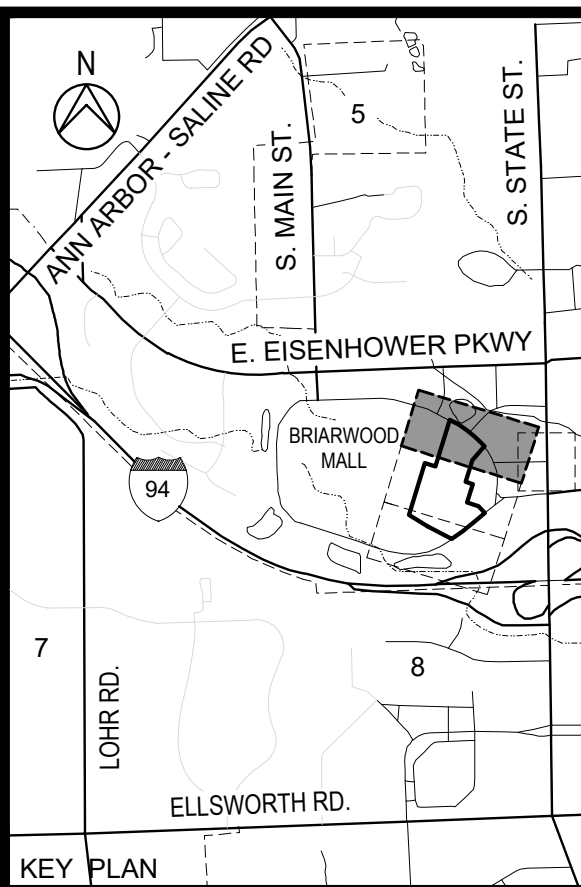 N
ANN ARBOR - SALINE RD
5
S. MAIN ST.
S. STATE ST.
E. EISENHOWER PKWY
BRIARWOOD
MALL
94
7
8
LOHR RD.
ELLSWORTH RD.
KEY PLAN